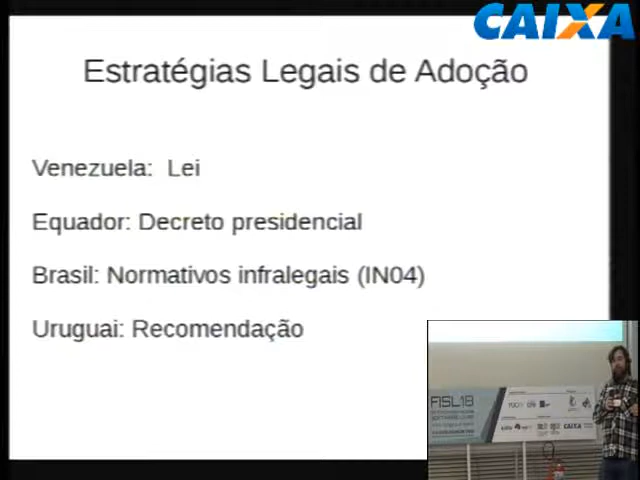 CAIXA
Estratégias Legais de Adoção
Venezuela: Lei
Equador: Decreto presidencial
Brasil: Normativos infralegais (IN04)
Uruguai: Recomendação
FISL18
CAIXA